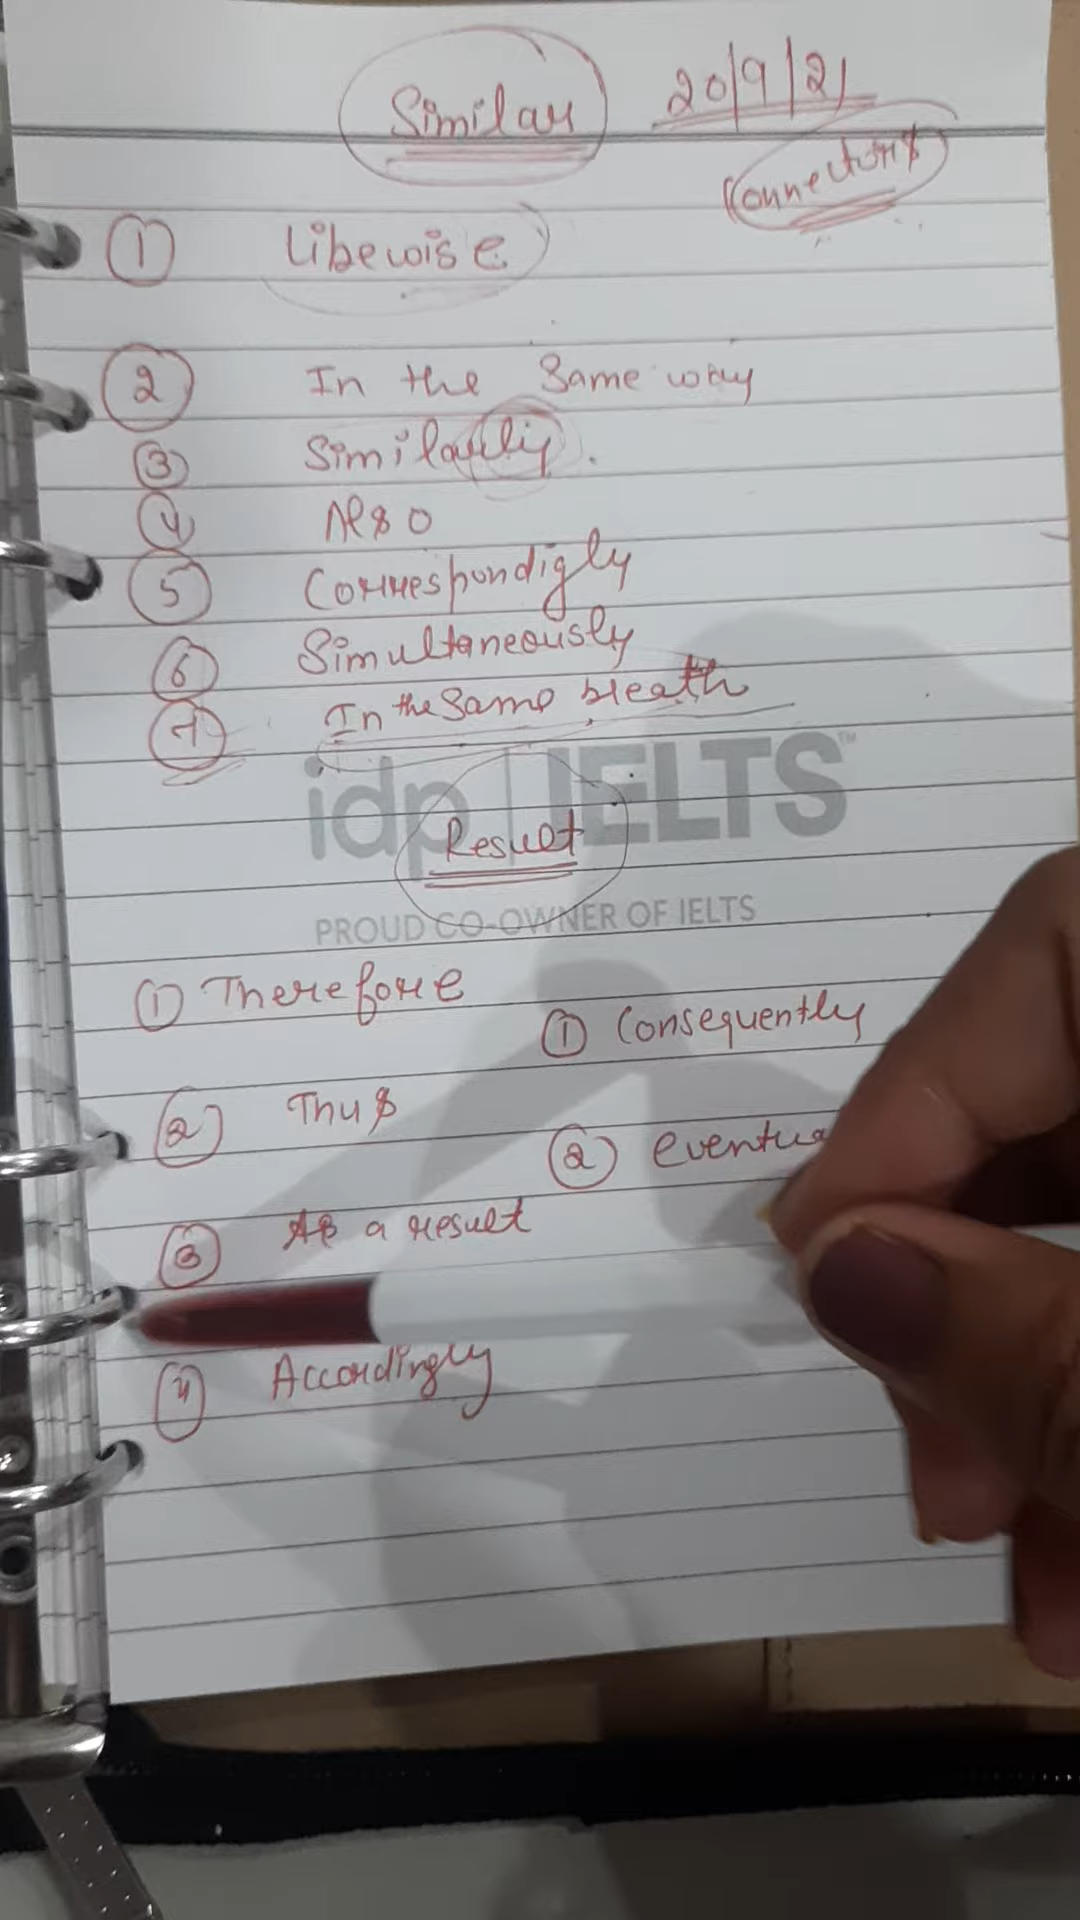 Similar 20/9/21
Connectors
1 Likewise
2 In the same way
3 Similarly.
4 Also
5 Correspondigly
6 Simultaneously
7 In the same breath
idp IELTS™
Result
PROUD CO-OWNER OF IELTS
1 Therefore
1 Consequently
2 Thus
2 eventua
3 As a result
4 Accordingly